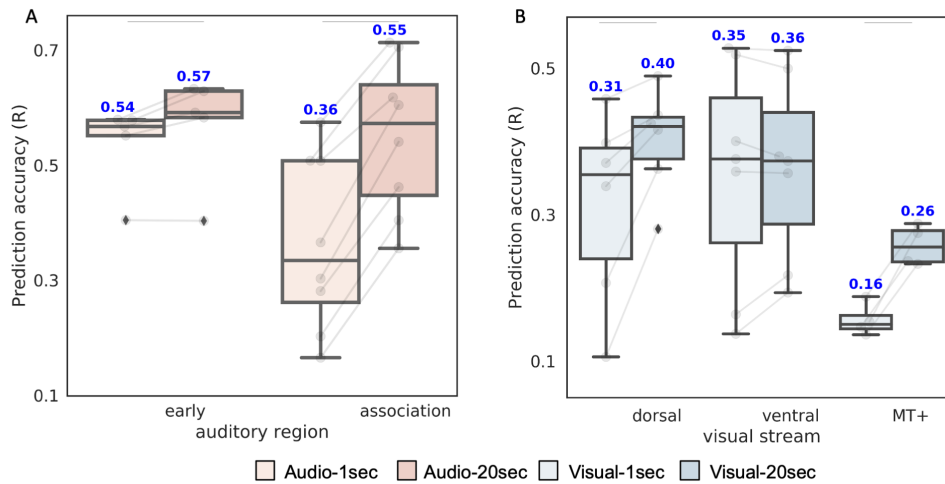 A
Prediction accuracy (R)
0.7
0.5
0.3
0.1
0.54
0.57
0.36
0.55
early
association
auditory region
B
Prediction accuracy (R)
0.5
0.3
0.1
0.31
0.40
0.35
0.36
0.16
0.26
dorsal
ventral
MT+
visual stream
Audio-1sec
Audio-20sec
Visual-1sec
Visual-20sec